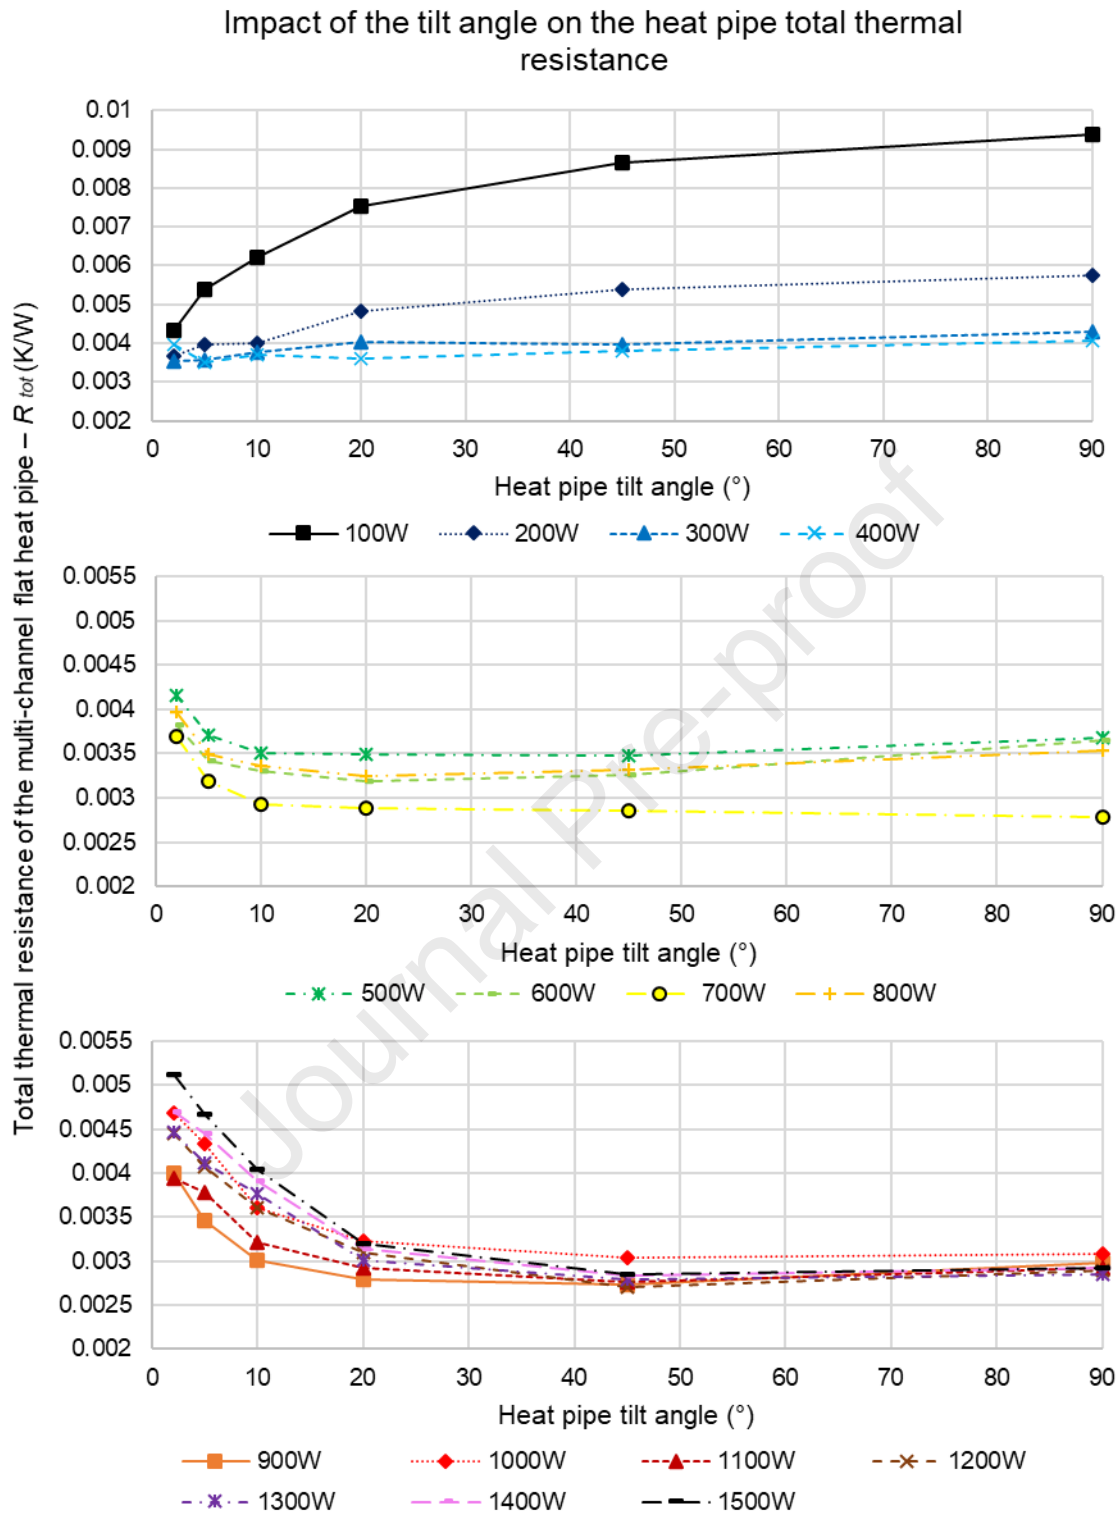 Impact of the tilt angle on the heat pipe total thermal
resistance
Total thermal resistance of the multi-channel flat heat pipe – R tot (K/W)
0.01
0.009
0.008
0.007
0.006
0.005
0.004
0.003
0.002
0 10 20 30 40 50 60 70 80 90
Heat pipe tilt angle (°)
100W 200W 300W 400W
0.0055
0.005
0.0045
0.004
0.0035
0.003
0.0025
0.002
0 10 20 30 40 50 60 70 80 90
Heat pipe tilt angle (°)
500W 600W 700W 800W
0.0055
0.005
0.0045
0.004
0.0035
0.003
0.0025
0.002
0 10 20 30 40 50 60 70 80 90
Heat pipe tilt angle (°)
900W 1000W 1100W 1200W
1300W 1400W 1500W
Journal Pre-proof